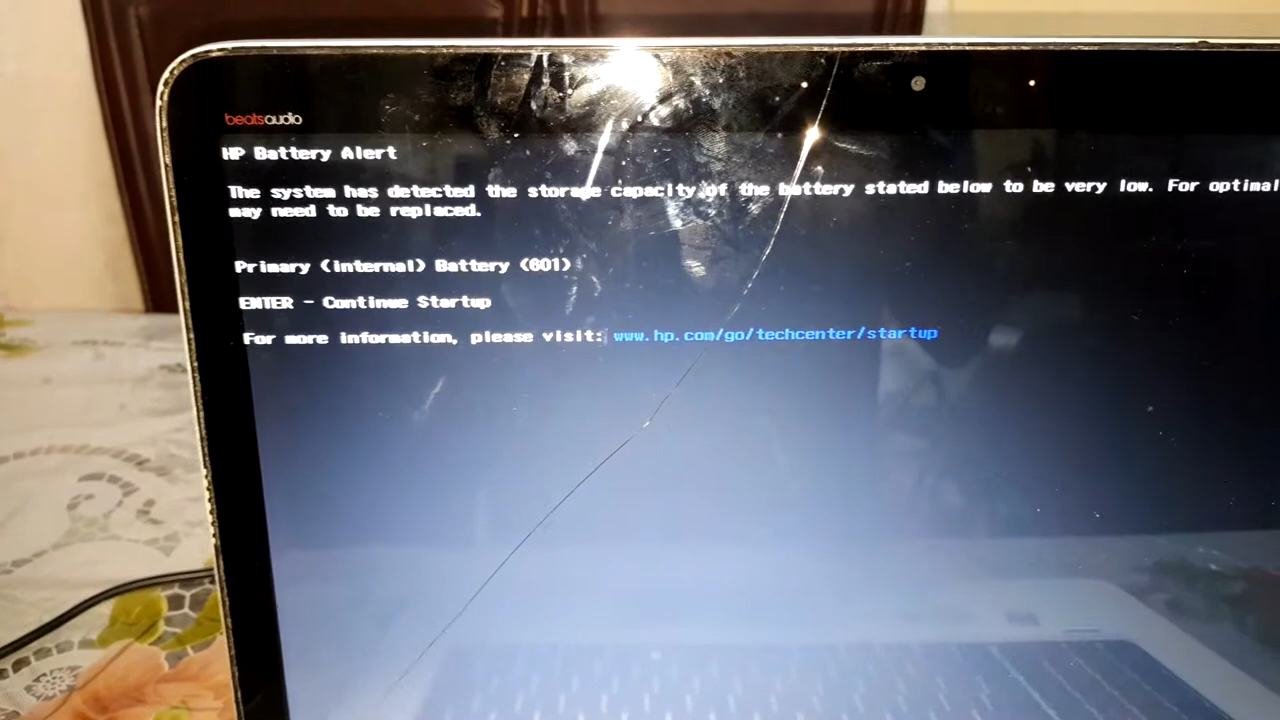 beatsaudio
HP Battery Alert
The system has detected the storage capacity of the battery stated below to be very low. For optimal
may need to be replaced.
Primary (internal) Battery (601)
ENTER - Continue Startup
For more information, please visit: www.hp.com/go/techcenter/startup